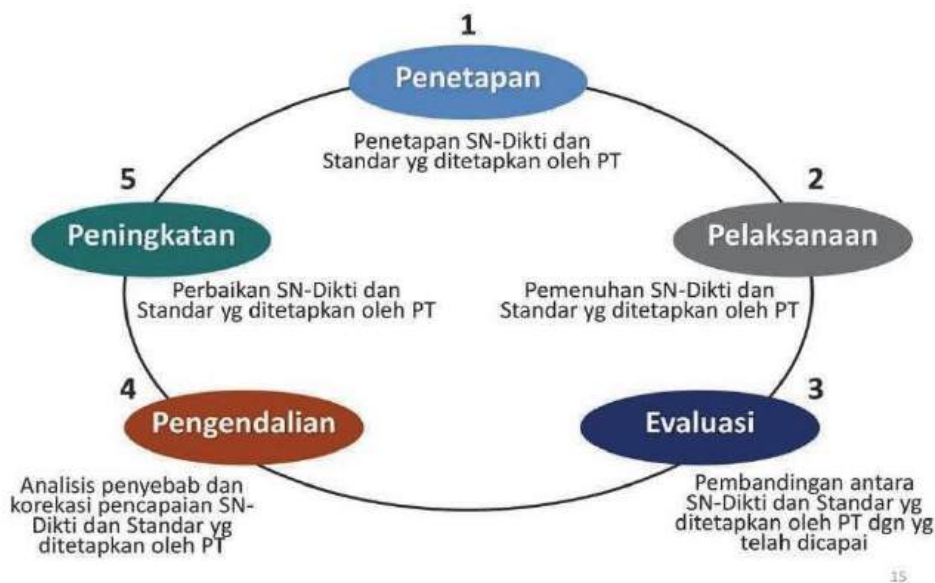 1
Penetapan
Penetapan SN-Dikti dan
Standar yg ditetapkan oleh PT
2
Pelaksanaan
Pemenuhan SN-Dikti dan
Standar yg ditetapkan oleh PT
3
Evaluasi
Pembandingan antara
SN-Dikti dan Standar yg
ditetapkan oleh PT dgn yg
telah dicapai
4
Pengendalian
Analisis penyebab dan
korekasi pencapaian SN-
Dikti dan Standar yg
ditetapkan oleh PT
5
Peningkatan
Perbaikan SN-Dikti dan
Standar yg ditetapkan oleh PT
15